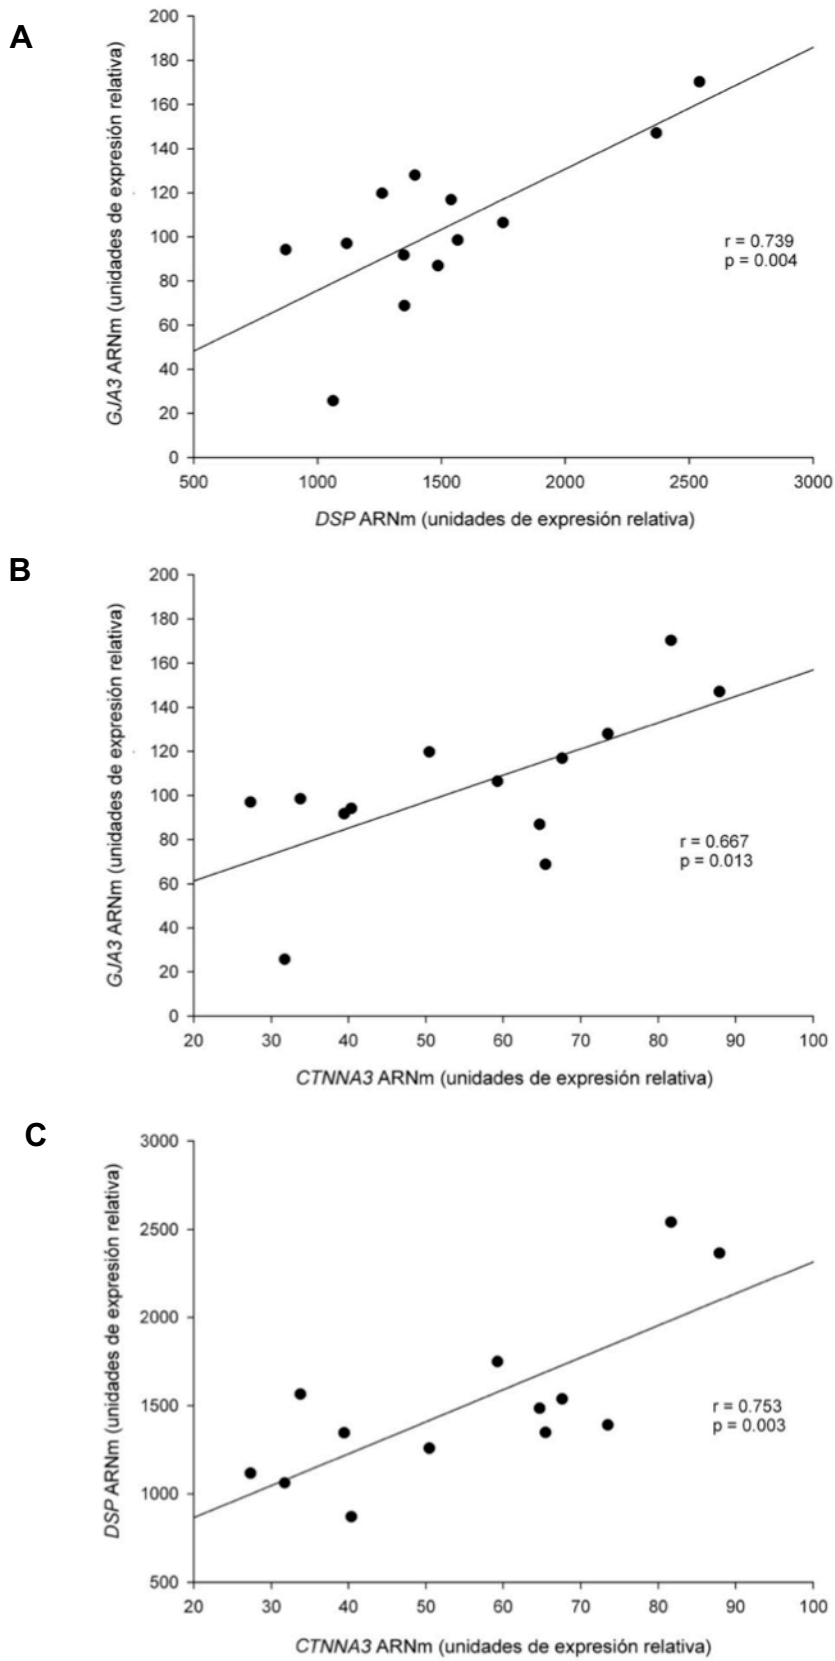 A
200
180
160
140
120
100
80
60
40
20
0
GJA3 ARNm (unidades de expresión relativa)
r = 0.739
p = 0.004
500 1000 1500 2000 2500 3000
DSP ARNm (unidades de expresión relativa)
B
200
180
160
140
120
100
80
60
40
20
0
GJA3 ARNm (unidades de expresión relativa)
r = 0.667
p = 0.013
20 30 40 50 60 70 80 90 100
CTNNA3 ARNm (unidades de expresión relativa)
C
3000
2500
2000
1500
1000
500
DSP ARNm (unidades de expresión relativa)
r = 0.753
p = 0.003
20 30 40 50 60 70 80 90 100
CTNNA3 ARNm (unidades de expresión relativa)